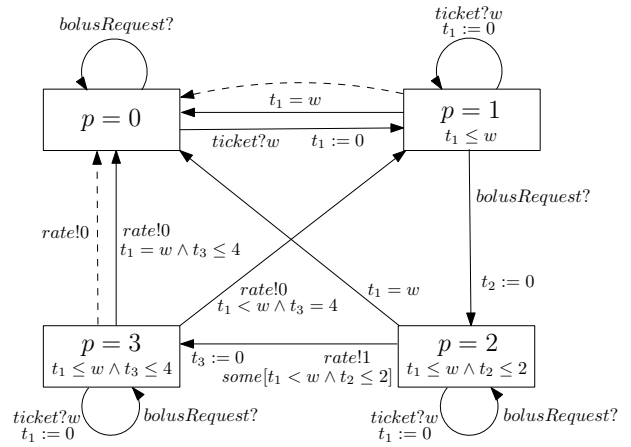 bolusRequest?
ticket?w
t₁ := 0
p = 0
t₁ = w
p = 1
t₁ ≤ w
ticket?w t₁ := 0
bolusRequest?
rate!0
rate!0
t₁ = w ∧ t₃ ≤ 4
rate!0
t₁ < w ∧ t₃ = 4
t₁ = w
t₂ := 0
p = 3
t₁ ≤ w ∧ t₃ ≤ 4
t₃ := 0 rate!1
some[t₁ < w ∧ t₂ ≤ 2]
p = 2
t₁ ≤ w ∧ t₂ ≤ 2
ticket?w
t₁ := 0
bolusRequest?
ticket?w
t₁ := 0
bolusRequest?